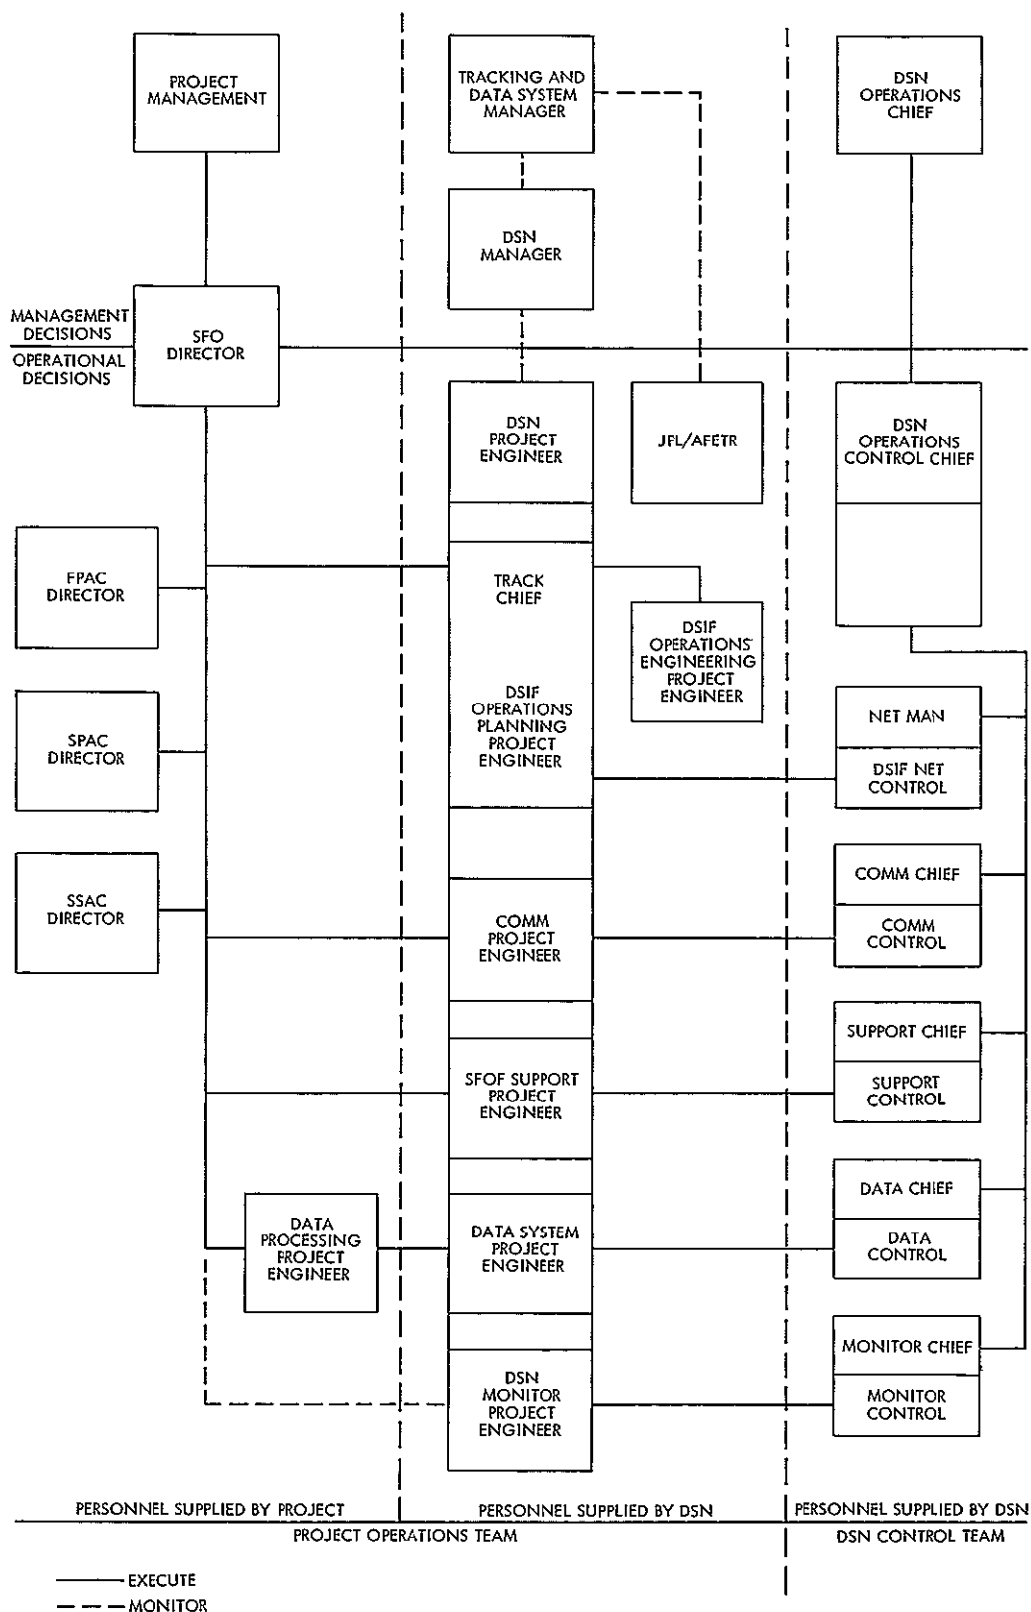 PROJECT
MANAGEMENT
TRACKING AND
DATA SYSTEM
MANAGER
DSN
OPERATIONS
CHIEF
DSN
MANAGER
MANAGEMENT
DECISIONS
OPERATIONAL
DECISIONS
SFO
DIRECTOR
DSN
PROJECT
ENGINEER
JPL/AFETR
DSN
OPERATIONS
CONTROL CHIEF
FPAC
DIRECTOR
TRACK
CHIEF
DSIF
OPERATIONS
ENGINEERING
PROJECT
ENGINEER
SPAC
DIRECTOR
DSIF
OPERATIONS
PLANNING
PROJECT
ENGINEER
NET MAN
DSIF NET
CONTROL
SSAC
DIRECTOR
COMM
PROJECT
ENGINEER
COMM CHIEF
COMM
CONTROL
SFOF SUPPORT
PROJECT
ENGINEER
SUPPORT CHIEF
SUPPORT
CONTROL
DATA
PROCESSING
PROJECT
ENGINEER
DATA SYSTEM
PROJECT
ENGINEER
DATA CHIEF
DATA
CONTROL
DSN
MONITOR
PROJECT
ENGINEER
MONITOR CHIEF
MONITOR
CONTROL
PERSONNEL SUPPLIED BY PROJECT
PERSONNEL SUPPLIED BY DSN
PERSONNEL SUPPLIED BY DSN
PROJECT OPERATIONS TEAM
DSN CONTROL TEAM
EXECUTE
MONITOR